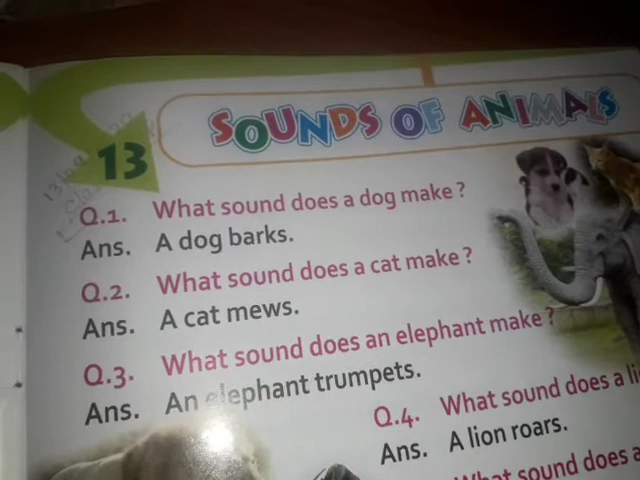 SOUNDS OF ANIMALS
13
Q.1. What sound does a dog make ?
Ans. A dog barks.
Q.2. What sound does a cat make ?
Ans. A cat mews.
Q.3. What sound does an elephant make ?
Ans. An elephant trumpets.
Q.4. What sound does a li
Ans. A lion roars.
What sound does a